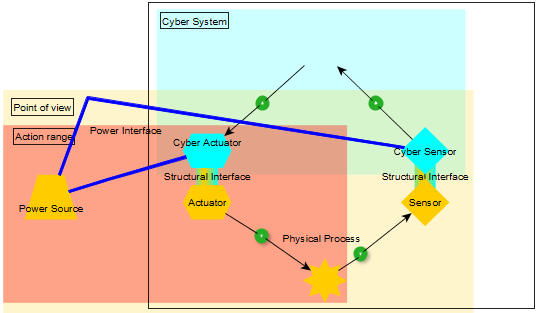 Cyber System
Point of view
Power Interface
Action range
Cyber Actuator
Cyber Sensor
Structural Interface
Structural Interface
Power Source
Actuator
Sensor
Physical Process